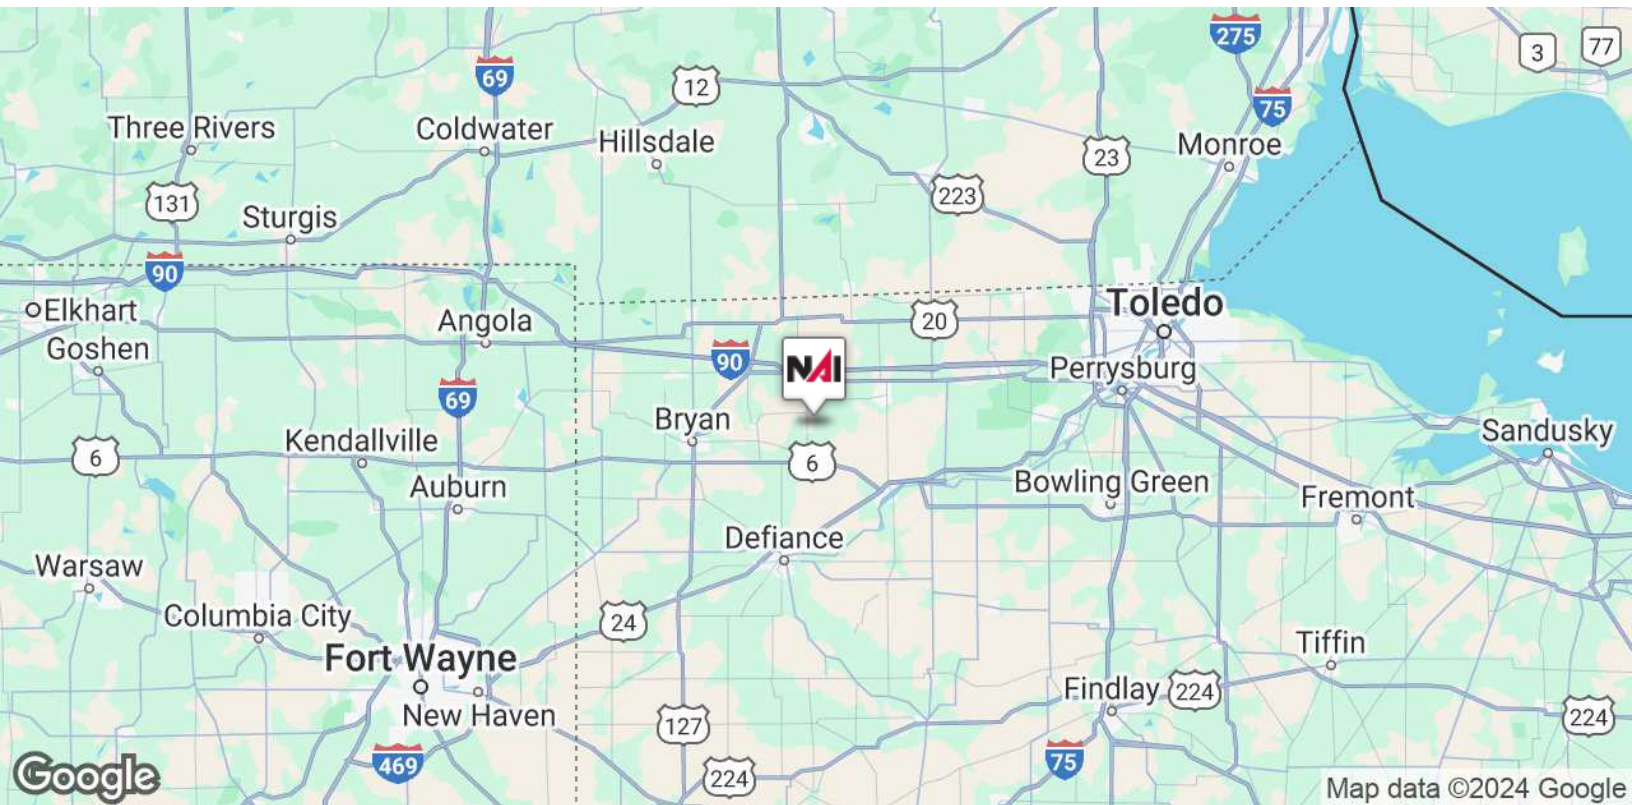 275
3
77
69
12
75
Three Rivers
Coldwater
Hillsdale
23
Monroe
131
223
Sturgis
90
Elkhart
Angola
20
Toledo
Goshen
90
NAI
Perrysburg
69
Bryan
Kendallville
6
6
Sandusky
Auburn
Bowling Green
Fremont
Defiance
Warsaw
Columbia City
24
Fort Wayne
Tiffin
Findlay
224
New Haven
127
224
469
75
224
Google
Map data ©2024 Google